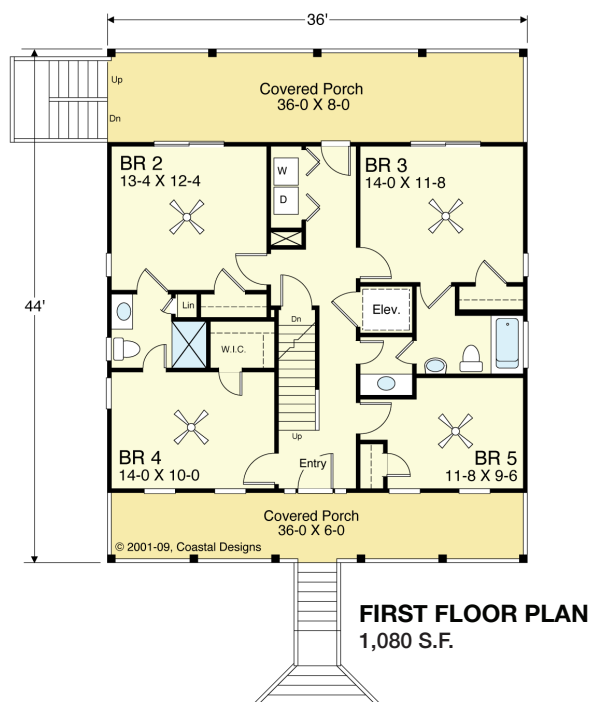 36'
Up
Covered Porch
36-0 X 8-0
Dn
BR 2
13-4 X 12-4
W
D
BR 3
14-0 X 11-8
44'
Lin
Elev.
Dn
W.I.C.
Up
BR 4
14-0 X 10-0
Entry
BR 5
11-8 X 9-6
Covered Porch
36-0 X 6-0
© 2001-09, Coastal Designs
FIRST FLOOR PLAN
1,080 S.F.